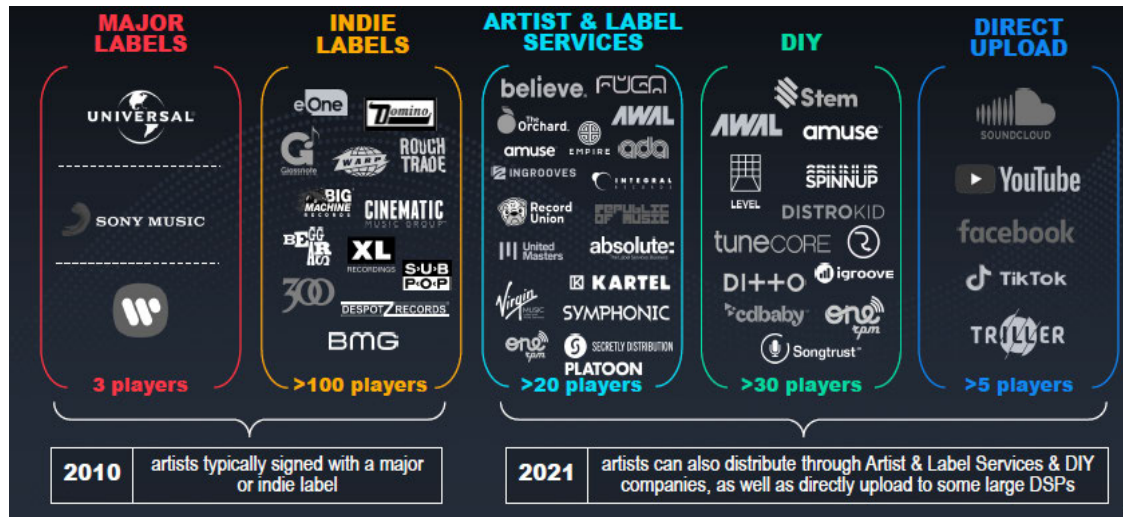 MAJOR
LABELS
UNIVERSAL
SONY MUSIC
3 players
INDIE
LABELS
eOne
Domino
Glassnote
WARP
ROUGH
TRADE
BIG
MACHINE
RECORDS
CINEMATIC
MUSIC GROUP
BEGGARS
XL
RECORDINGS
SUB
POP
300
DESPOTZ RECORDS
BMG
>100 players
ARTIST & LABEL
SERVICES
believe.
FUGA
The
Orchard.
EMPIRE
AWAL
amuse
ada
INGROOVES
INTEGRAL
Record
Union
REPUBLIC
OF MUSIC
United
Masters
absolute:
Virgin
MUSIC
KARTEL
SYMPHONIC
one
rpm
SECRETLY DISTRIBUTION
PLATOON
>20 players
DIY
Stem
AWAL
amuse
LEVEL
SPINNUP
DISTROKID
tunecore
DI++O
igroove
cdbaby
one
rpm
Songtrust
>30 players
DIRECT
UPLOAD
SOUNDCLOUD
YouTube
facebook
TikTok
TRILLER
>5 players
2010
artists typically signed with a major
or indie label
2021
artists can also distribute through Artist & Label Services & DIY
companies, as well as directly upload to some large DSPs